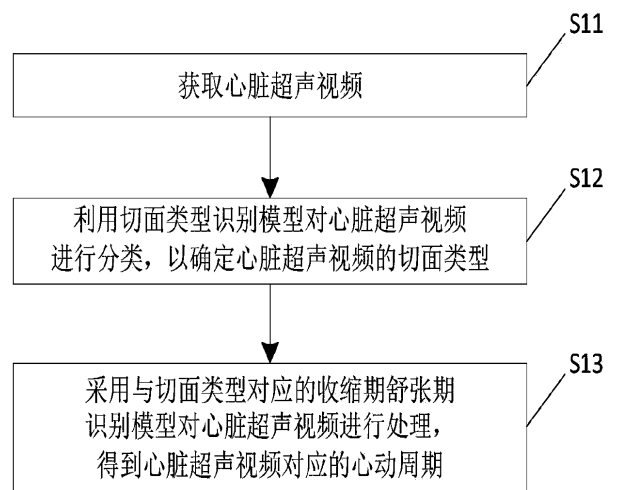 S11
获取心脏超声视频
S12
利用切面类型识别模型对心脏超声视频
进行分类，以确定心脏超声视频的切面类型
S13
采用与切面类型对应的收缩期舒张期
识别模型对心脏超声视频进行处理，
得到心脏超声视频对应的心动周期